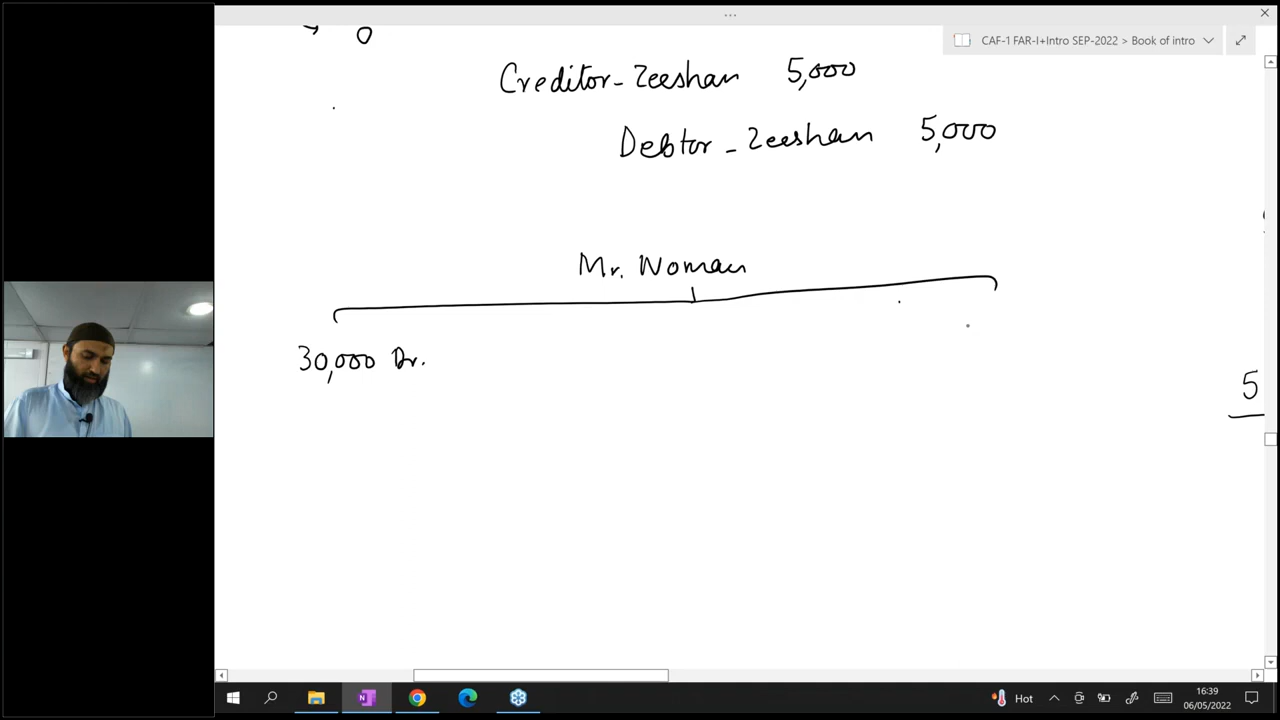 CAF-1 FAR-I+Intro SEP-2022 > Book of intro
Creditor - Zeeshan 5,000
Debtor - Zeeshan 5,000
Mr. Noman
30,000 Dr.
5
Hot
16:39
06/05/2022